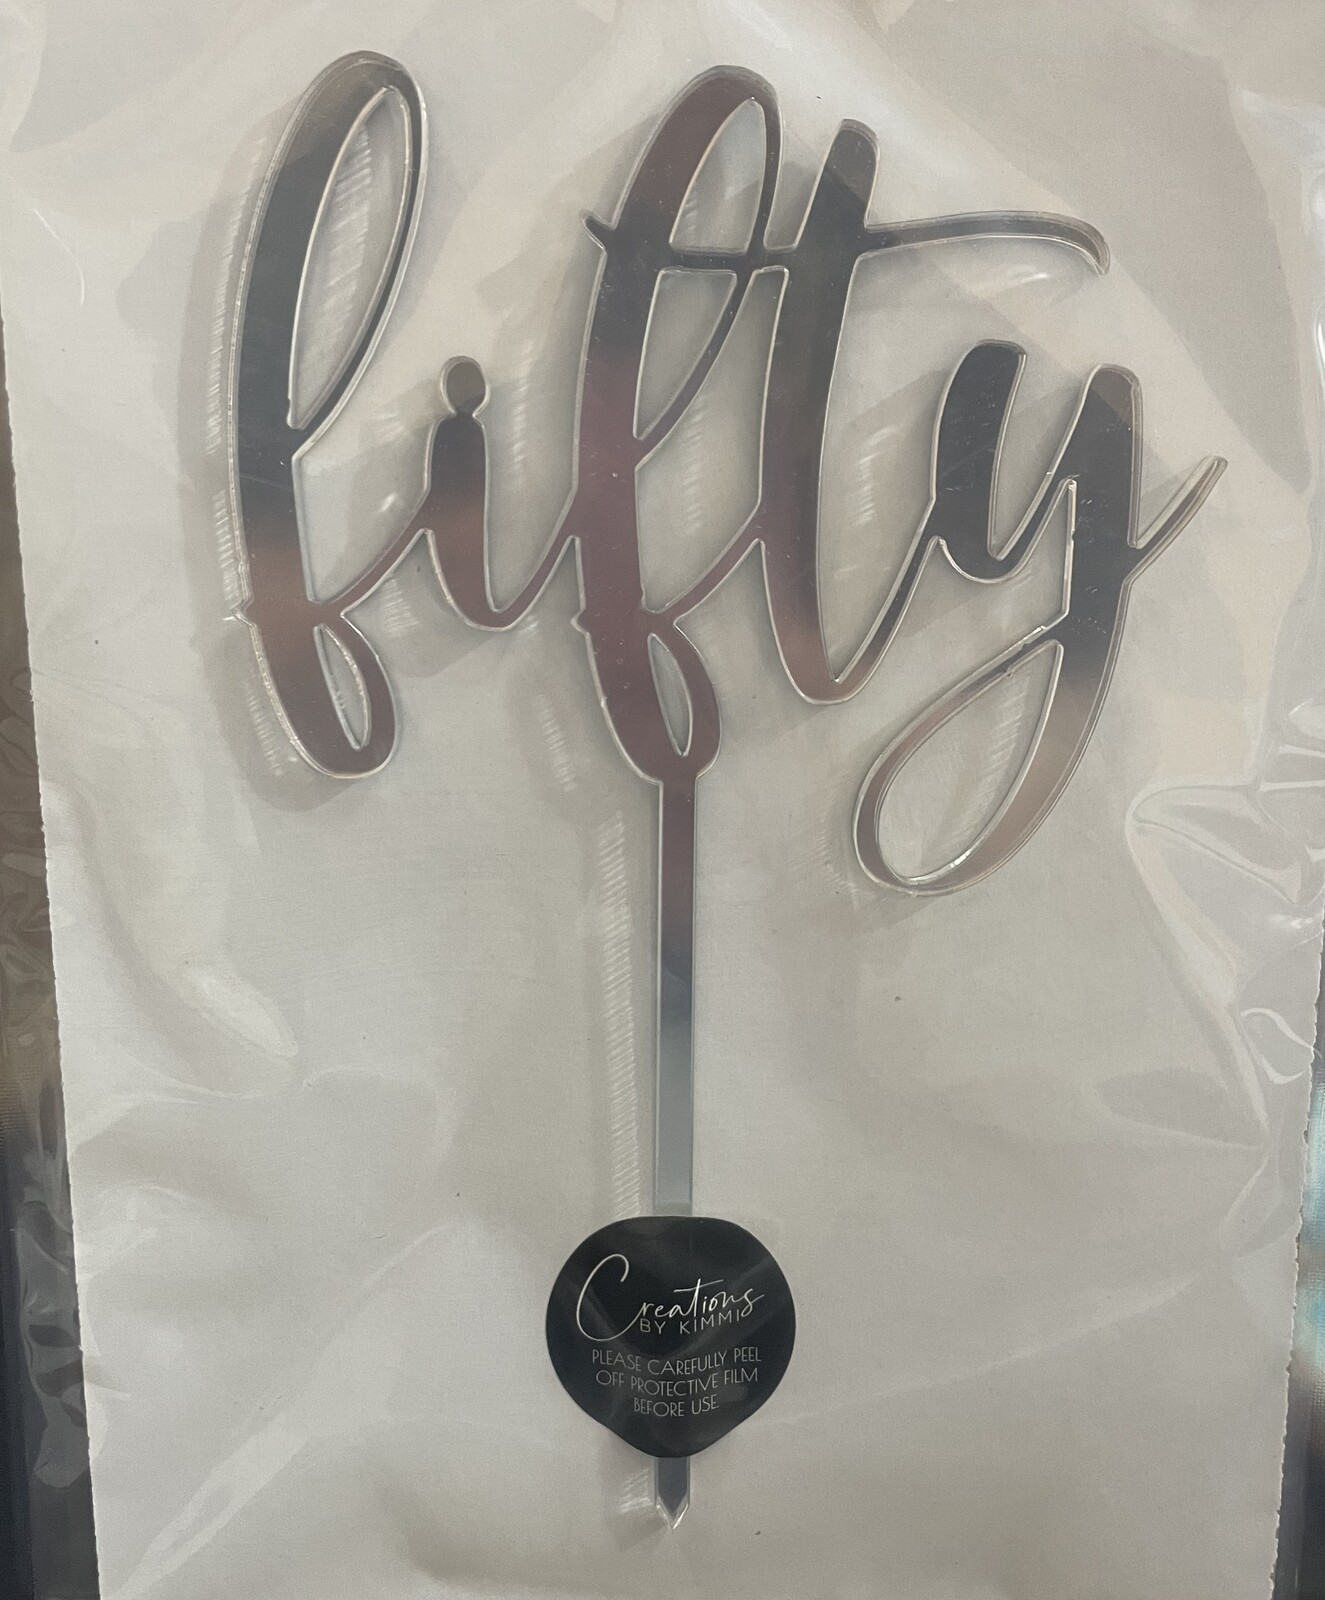 fifty
Creations
BY KIMMI
PLEASE CAREFULLY PEEL
OFF PROTECTIVE FILM
BEFORE USE.